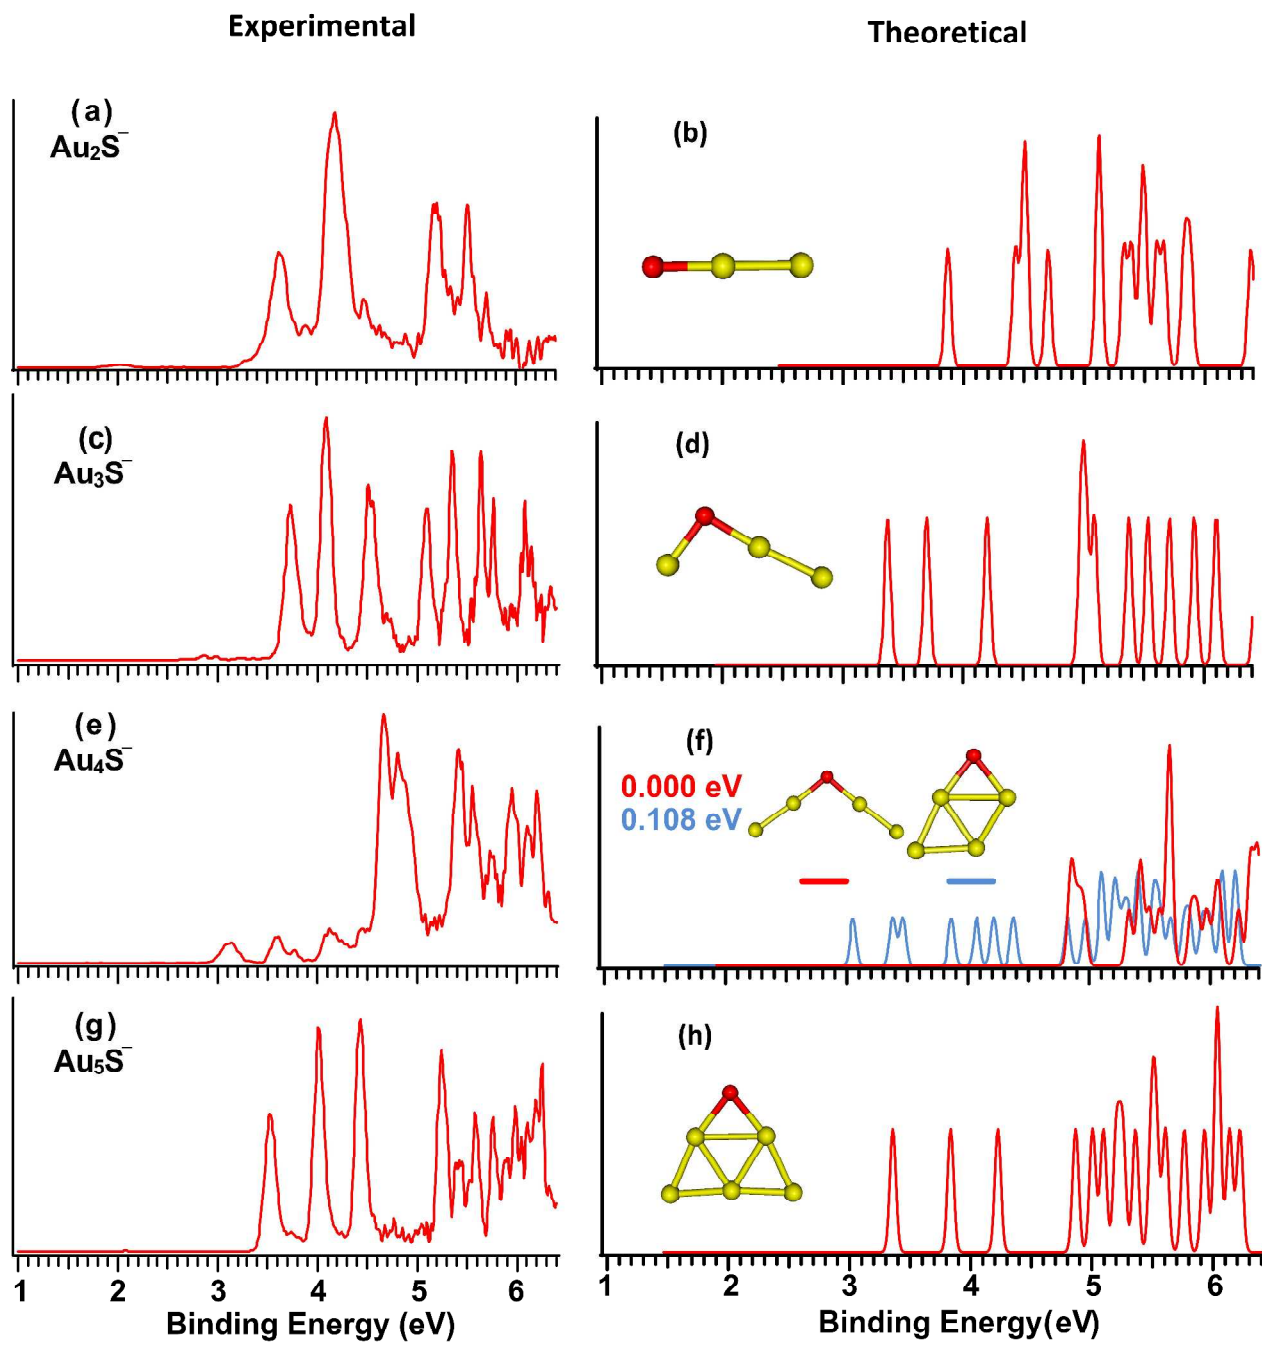 Experimental
Theoretical
(a)
Au₂S⁻
(b)
(c)
Au₃S⁻
(d)
(e)
Au₄S⁻
(f)
0.000 eV
0.108 eV
(g)
Au₅S⁻
(h)
1 2 3 4 5 6
1 2 3 4 5 6
Binding Energy (eV)
Binding Energy(eV)